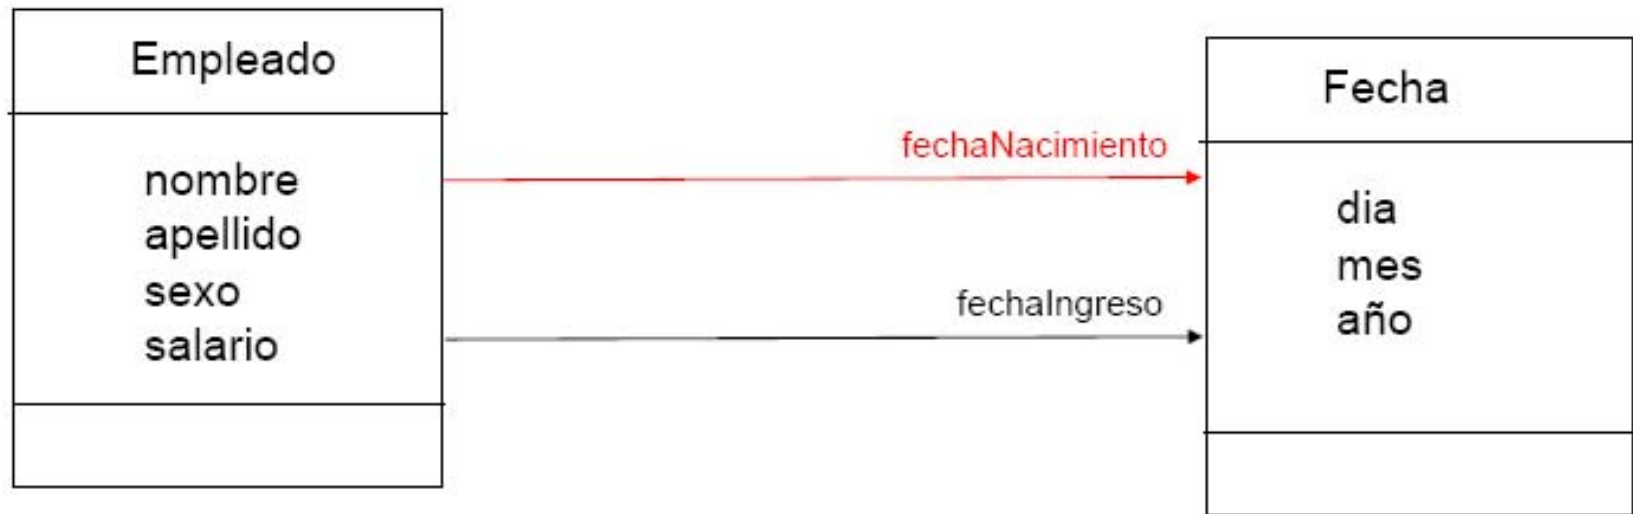 Empleado
nombre
apellido
sexo
salario
fechaNacimiento
fechaIngreso
Fecha
dia
mes
año